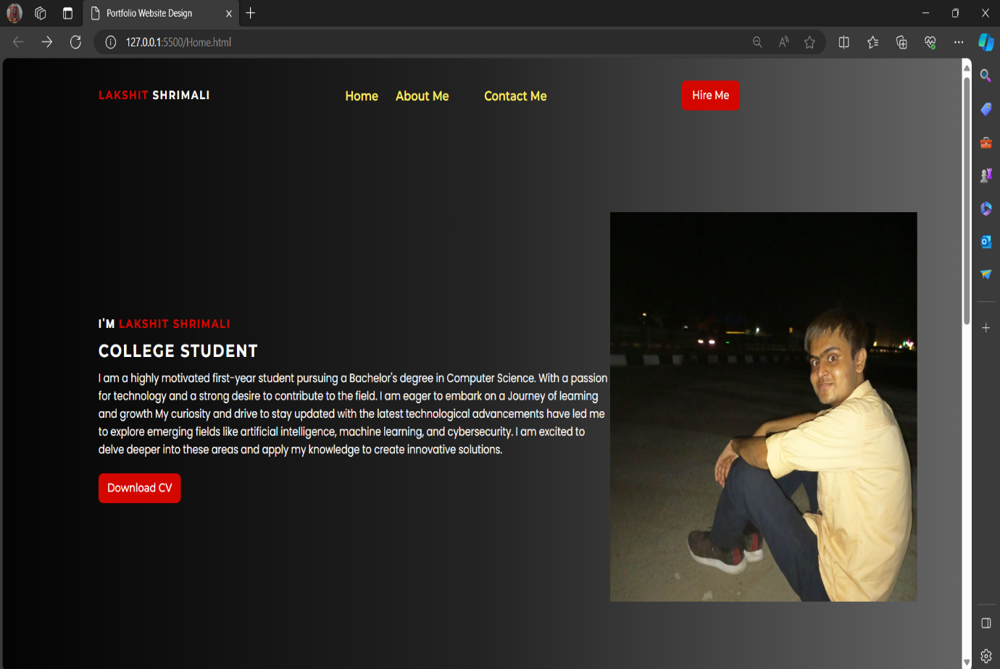 Portfolio Website Design
127.0.0.1:5500/Home.html
LAKSHIT SHRIMALI
Home About Me Contact Me
Hire Me
I'M LAKSHIT SHRIMALI
COLLEGE STUDENT
I am a highly motivated first-year student pursuing a Bachelor's degree in Computer Science. With a passion
for technology and a strong desire to contribute to the field. I am eager to embark on a Journey of learning
and growth My curiosity and drive to stay updated with the latest technological advancements have led me
to explore emerging fields like artificial intelligence, machine learning, and cybersecurity. I am excited to
delve deeper into these areas and apply my knowledge to create innovative solutions.
Download CV